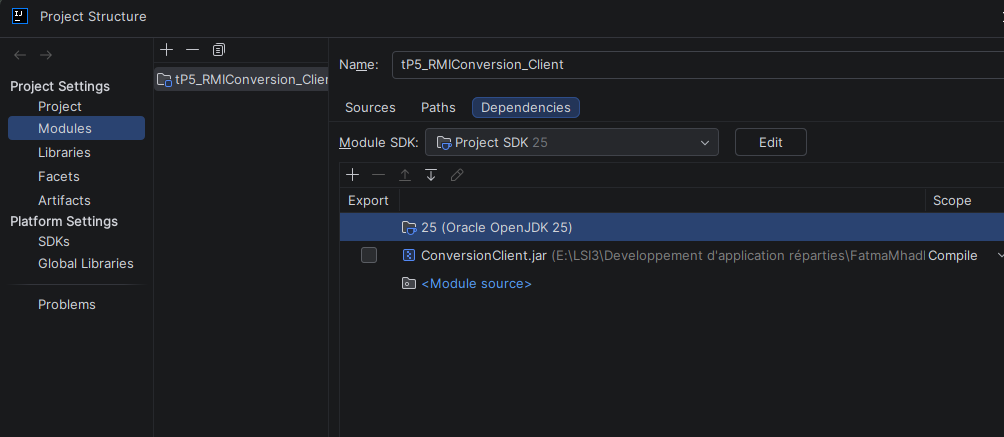 Project Structure
Project Settings
Project
Modules
Libraries
Facets
Artifacts
Platform Settings
SDKs
Global Libraries
Problems
tP5_RMIConversion_Clier
Name: tP5_RMIConversion_Client
Sources Paths Dependencies
Module SDK: Project SDK 25 Edit
Export Scope
25 (Oracle OpenJDK 25)
ConversionClient.jar (E:\LSI3\Developpement d'application réparties\FatmaMhadl Compile
<Module source>